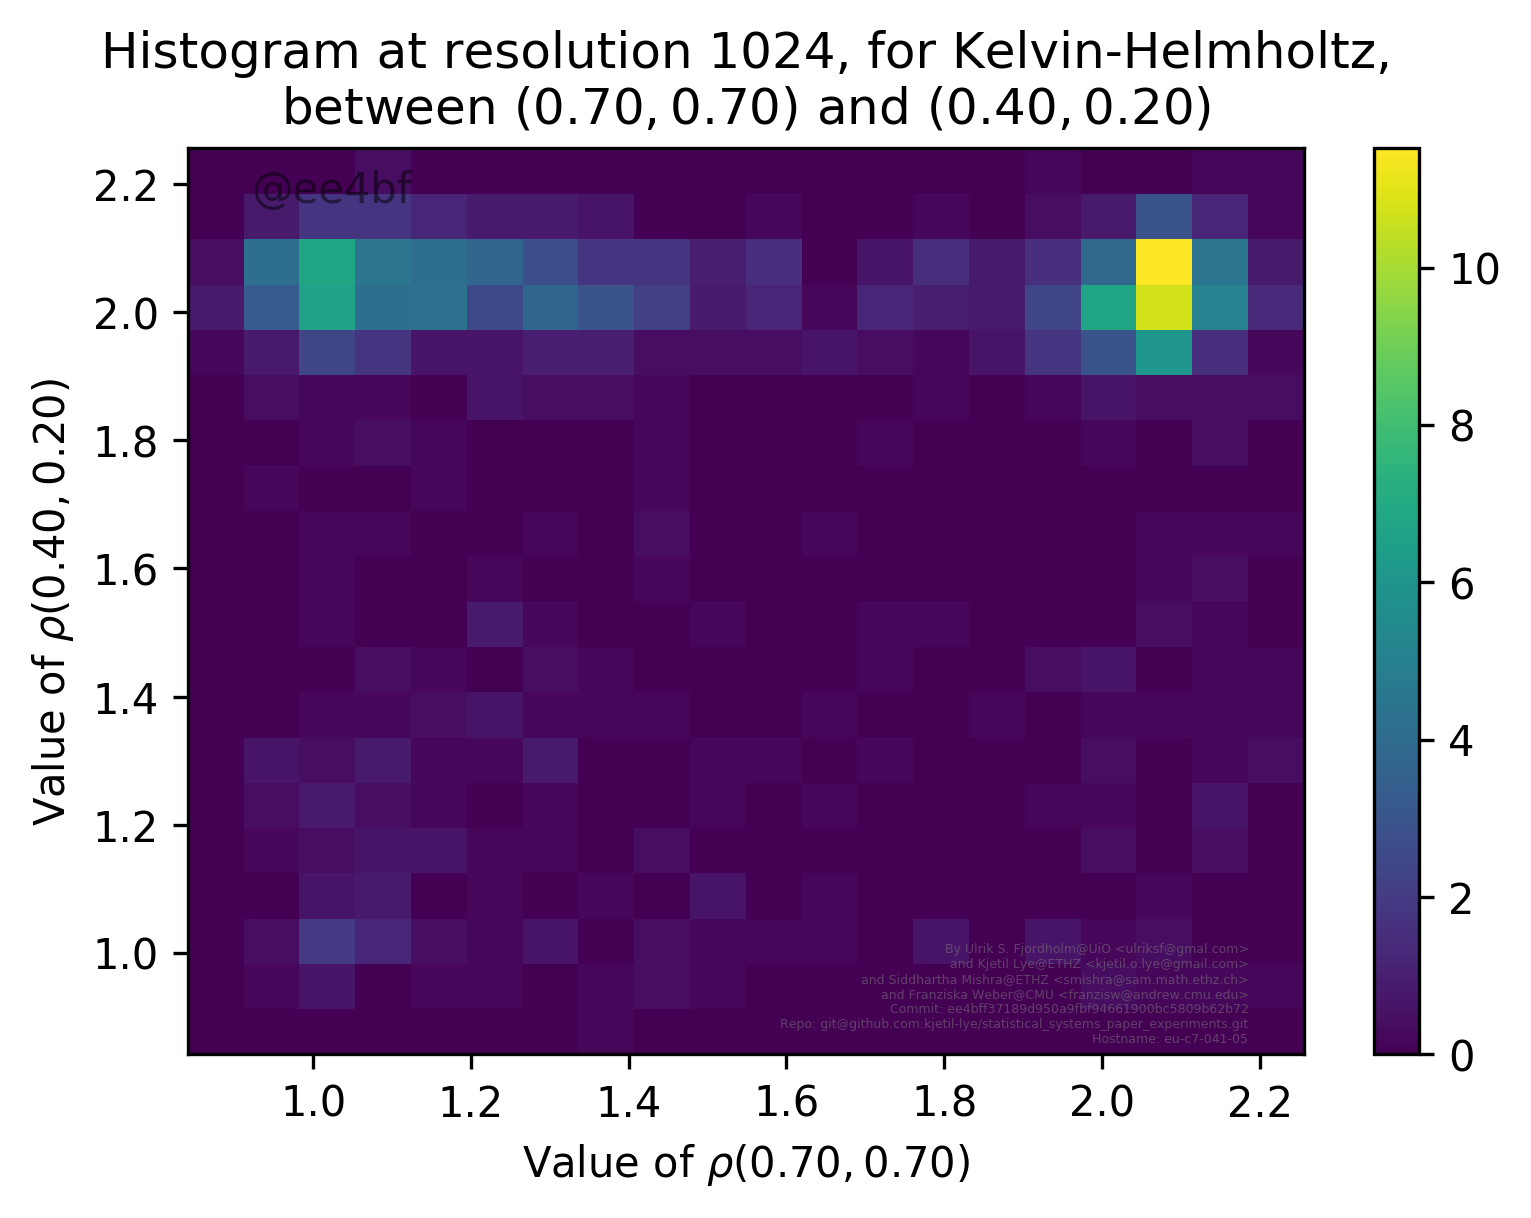 Histogram at resolution 1024, for Kelvin-Helmholtz,
between (0.70, 0.70) and (0.40, 0.20)
@ee4bf
2.2
2.0
1.8
1.6
1.4
1.2
1.0
Value of ρ(0.40, 0.20)
1.0 1.2 1.4 1.6 1.8 2.0 2.2
Value of ρ(0.70, 0.70)
10
8
6
4
2
0
By Ulrik S. Fjordholm@UiO <ulriksf@gmal.com>
and Kjetil Lye@ETHZ <kjetil.o.lye@gmail.com>
and Siddhartha Mishra@ETHZ <smishra@sam.math.ethz.ch>
and Franziska Weber@CMU <franzisw@andrew.cmu.edu>
Commit: ee4bff37189d950a9fbf94661900bc5809b62b72
Repo: git@github.com:kjetil-lye/statistical_systems_paper_experiments.git
Hostname: eu-c7-041-05